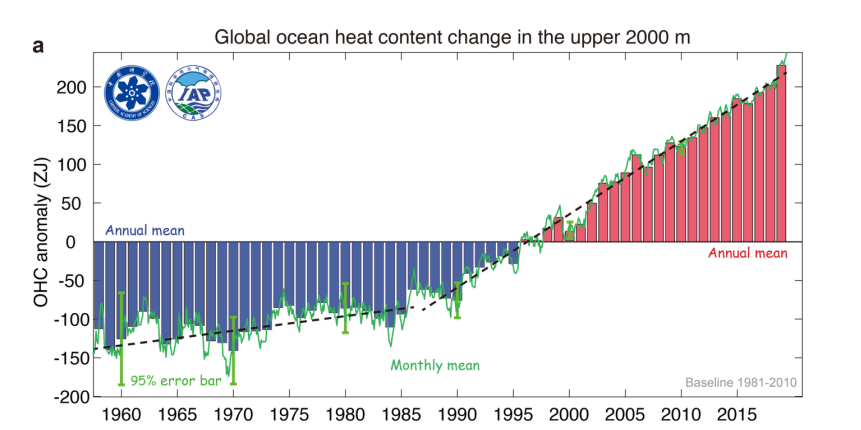 a
Global ocean heat content change in the upper 2000 m
IAP
CAS
OHC anomaly (ZJ)
200
150
100
50
0
-50
-100
-150
-200
Annual mean
Annual mean
Monthly mean
95% error bar
Baseline 1981-2010
1960
1965
1970
1975
1980
1985
1990
1995
2000
2005
2010
2015